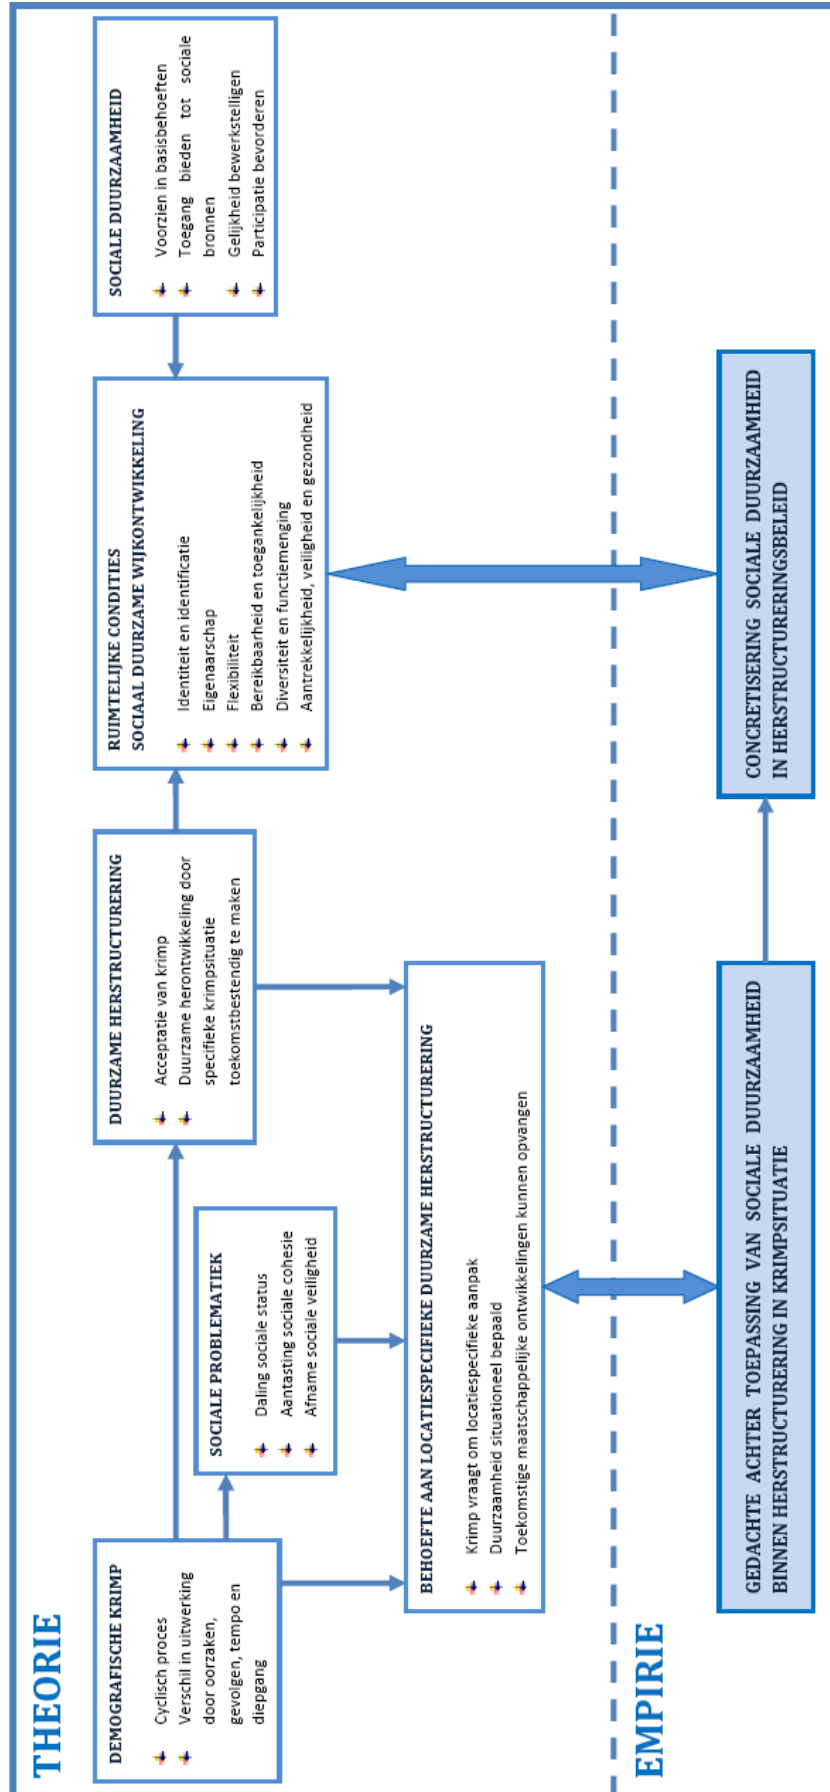 THEORIE
DEMOGRAFISCHE KRIMP
Cyclisch proces
Verschil in uitwerking
door oorzaken,
gevolgen, tempo en
diepgang
SOCIALE PROBLEMATIEK
Daling sociale status
Aantasting sociale cohesie
Afname sociale veiligheid
DUURZAME HERSTRUCTURERING
Acceptatie van krimp
Duurzame herontwikkeling door
specifieke krimpsituatie
toekomstbestendig te maken
RUIMTELIJKE CONDITIES
SOCIAAL DUURZAME WIJKONTWIKKELING
Identiteit en identificatie
Eigenaarschap
Flexibiliteit
Bereikbaarheid en toegankelijkheid
Diversiteit en functiemenging
Aantrekkelijkheid, veiligheid en gezondheid
SOCIALE DUURZAAMHEID
Voorzien in basisbehoeften
Toegang bieden tot sociale
bronnen
Gelijkheid bewerkstelligen
Participatie bevorderen
BEHOEFTE AAN LOCATIESPECIFIEKE DUURZAME HERSTRUCTURERING
Krimp vraagt om locatiespecifieke aanpak
Duurzaamheid situationeel bepaald
Toekomstige maatschappelijke ontwikkelingen kunnen opvangen
EMPIRIE
GEDACHTE ACHTER TOEPASSING VAN SOCIALE DUURZAAMHEID
BINNEN HERSTRUCTURERING IN KRIMPSITUATIE
CONCRETISERING SOCIALE DUURZAAMHEID
IN HERSTRUCTURERINGSBELEID